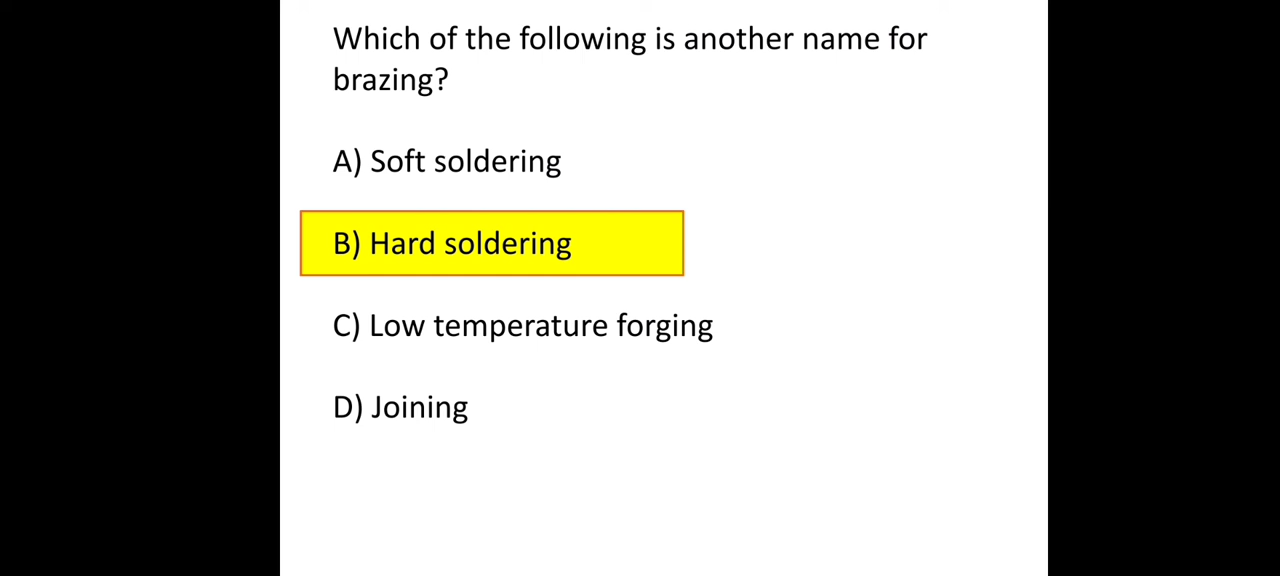 Which of the following is another name for
brazing?
A) Soft soldering
B) Hard soldering
C) Low temperature forging
D) Joining